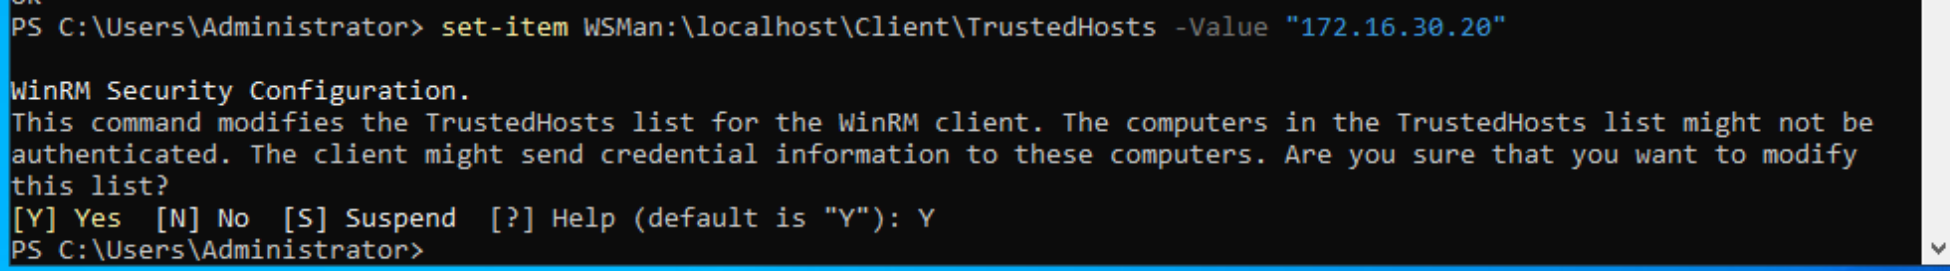 PS C:\Users\Administrator> set-item WSMan:\localhost\Client\TrustedHosts -Value "172.16.30.20"
WinRM Security Configuration.
This command modifies the TrustedHosts list for the WinRM client. The computers in the TrustedHosts list might not be
authenticated. The client might send credential information to these computers. Are you sure that you want to modify
this list?
[Y] Yes  [N] No  [S] Suspend  [?] Help (default is "Y"): Y
PS C:\Users\Administrator>